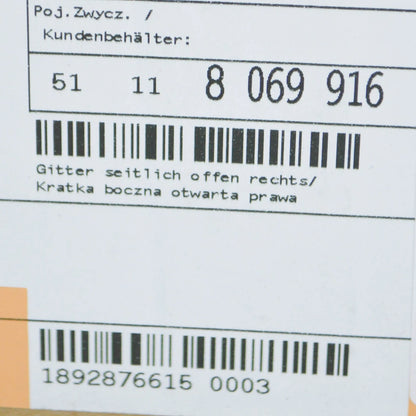 Poj.Zwycz. /
Kundenbehälter:
51 11 8 069 916
Gitter seitlich offen rechts/
Kratka boczna otwarta prawa
1892876615 0003